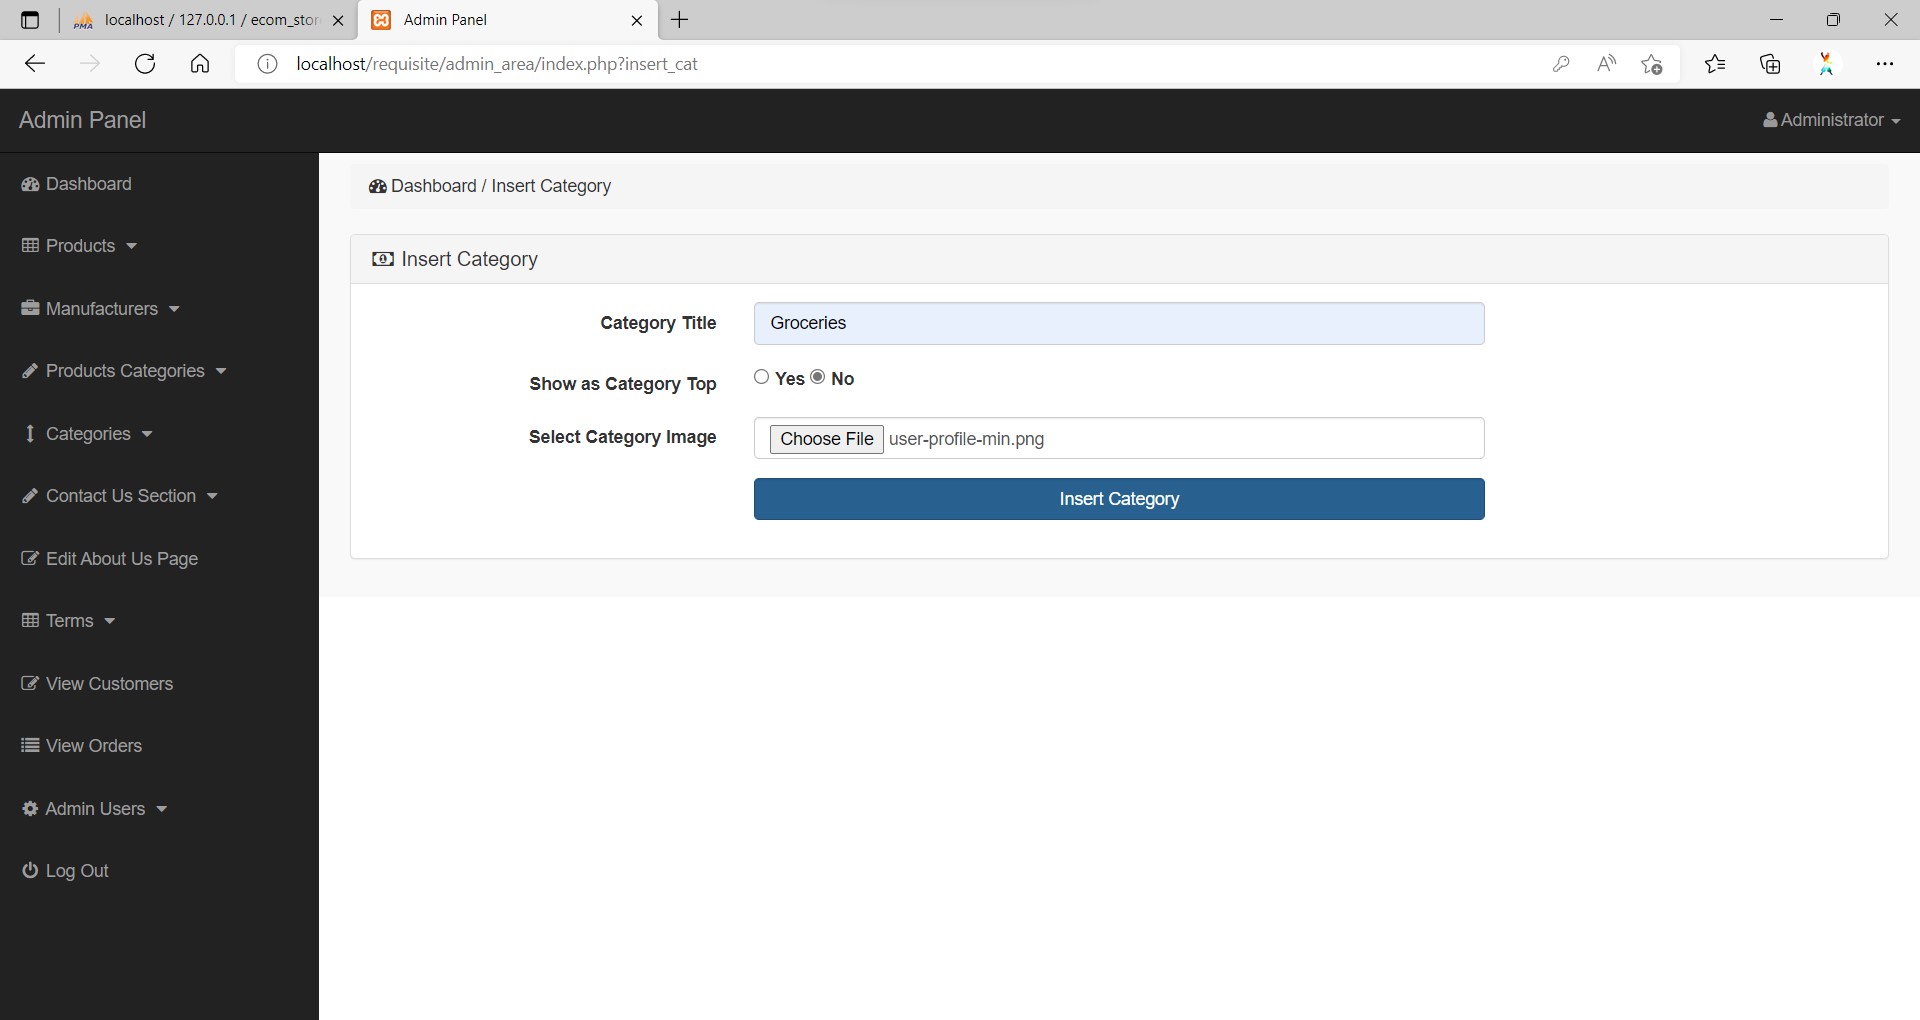 PMA localhost / 127.0.0.1 / ecom_stor
Admin Panel
localhost/requisite/admin_area/index.php?insert_cat
Admin Panel
Administrator
Dashboard
Products
Manufacturers
Products Categories
Categories
Contact Us Section
Edit About Us Page
Terms
View Customers
View Orders
Admin Users
Log Out
Dashboard / Insert Category
Insert Category
Category Title Groceries
Show as Category Top Yes No
Select Category Image Choose File user-profile-min.png
Insert Category